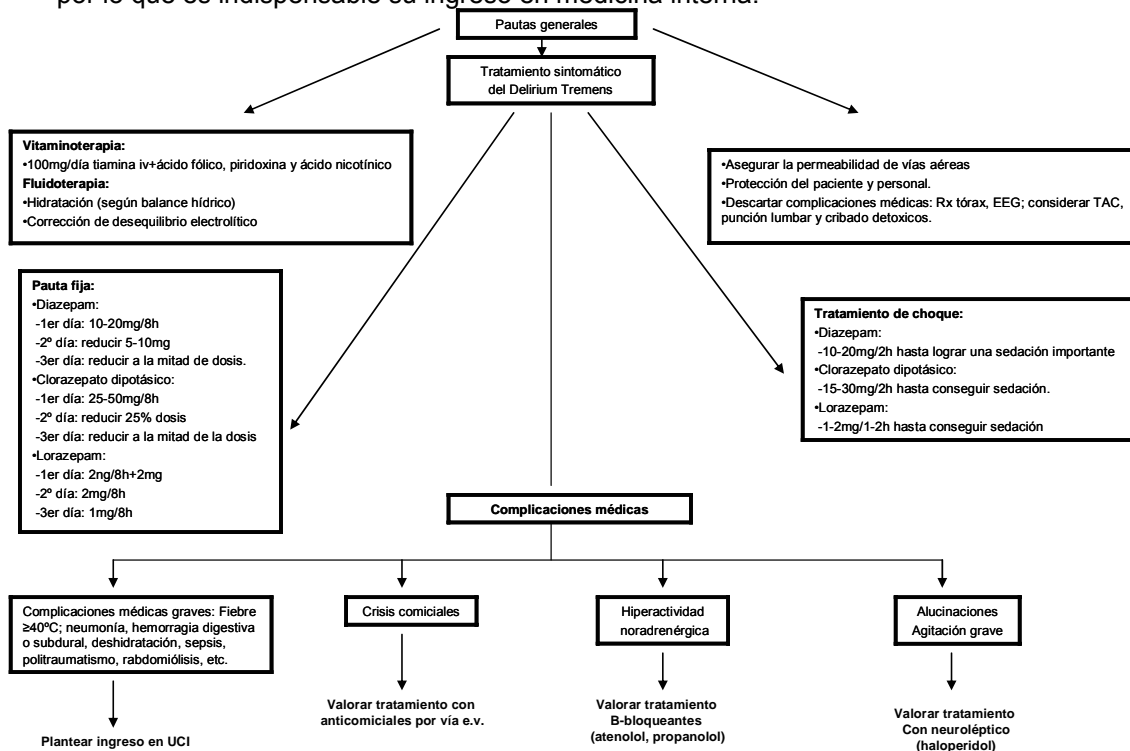 por lo que es indispensable su ingreso en medicina interna.
Pautas generales
Tratamiento sintomático
del Delirium Tremens
Vitaminoterapia:
•100mg/día tiamina iv+ácido fólico, piridoxina y ácido nicotínico
Fluidoterapia:
•Hidratación (según balance hídrico)
•Corrección de desequilibrio electrolítico
•Asegurar la permeabilidad de vías aéreas
•Protección del paciente y personal.
•Descartar complicaciones médicas: Rx tórax, EEG; considerar TAC,
punción lumbar y cribado detoxicos.
Pauta fija:
•Diazepam:
-1er día: 10-20mg/8h
-2º día: reducir 5-10mg
-3er día: reducir a la mitad de dosis.
•Clorazepato dipotásico:
-1er día: 25-50mg/8h
-2º día: reducir 25% dosis
-3er día: reducir a la mitad de la dosis
•Lorazepam:
-1er día: 2ng/8h+2mg
-2º día: 2mg/8h
-3er día: 1mg/8h
Tratamiento de choque:
•Diazepam:
-10-20mg/2h hasta lograr una sedación importante
•Clorazepato dipotásico:
-15-30mg/2h hasta conseguir sedación.
•Lorazepam:
-1-2mg/1-2h hasta conseguir sedación
Complicaciones médicas
Complicaciones médicas graves: Fiebre
≥40ºC; neumonía, hemorragia digestiva
o subdural, deshidratación, sepsis,
politraumatismo, rabdomiólisis, etc.
Crisis comiciales
Hiperactividad
noradrenérgica
Alucinaciones
Agitación grave
Plantear ingreso en UCI
Valorar tratamiento con
anticomiciales por vía e.v.
Valorar tratamiento
B-bloqueantes
(atenolol, propanolol)
Valorar tratamiento
Con neuroléptico
(haloperidol)